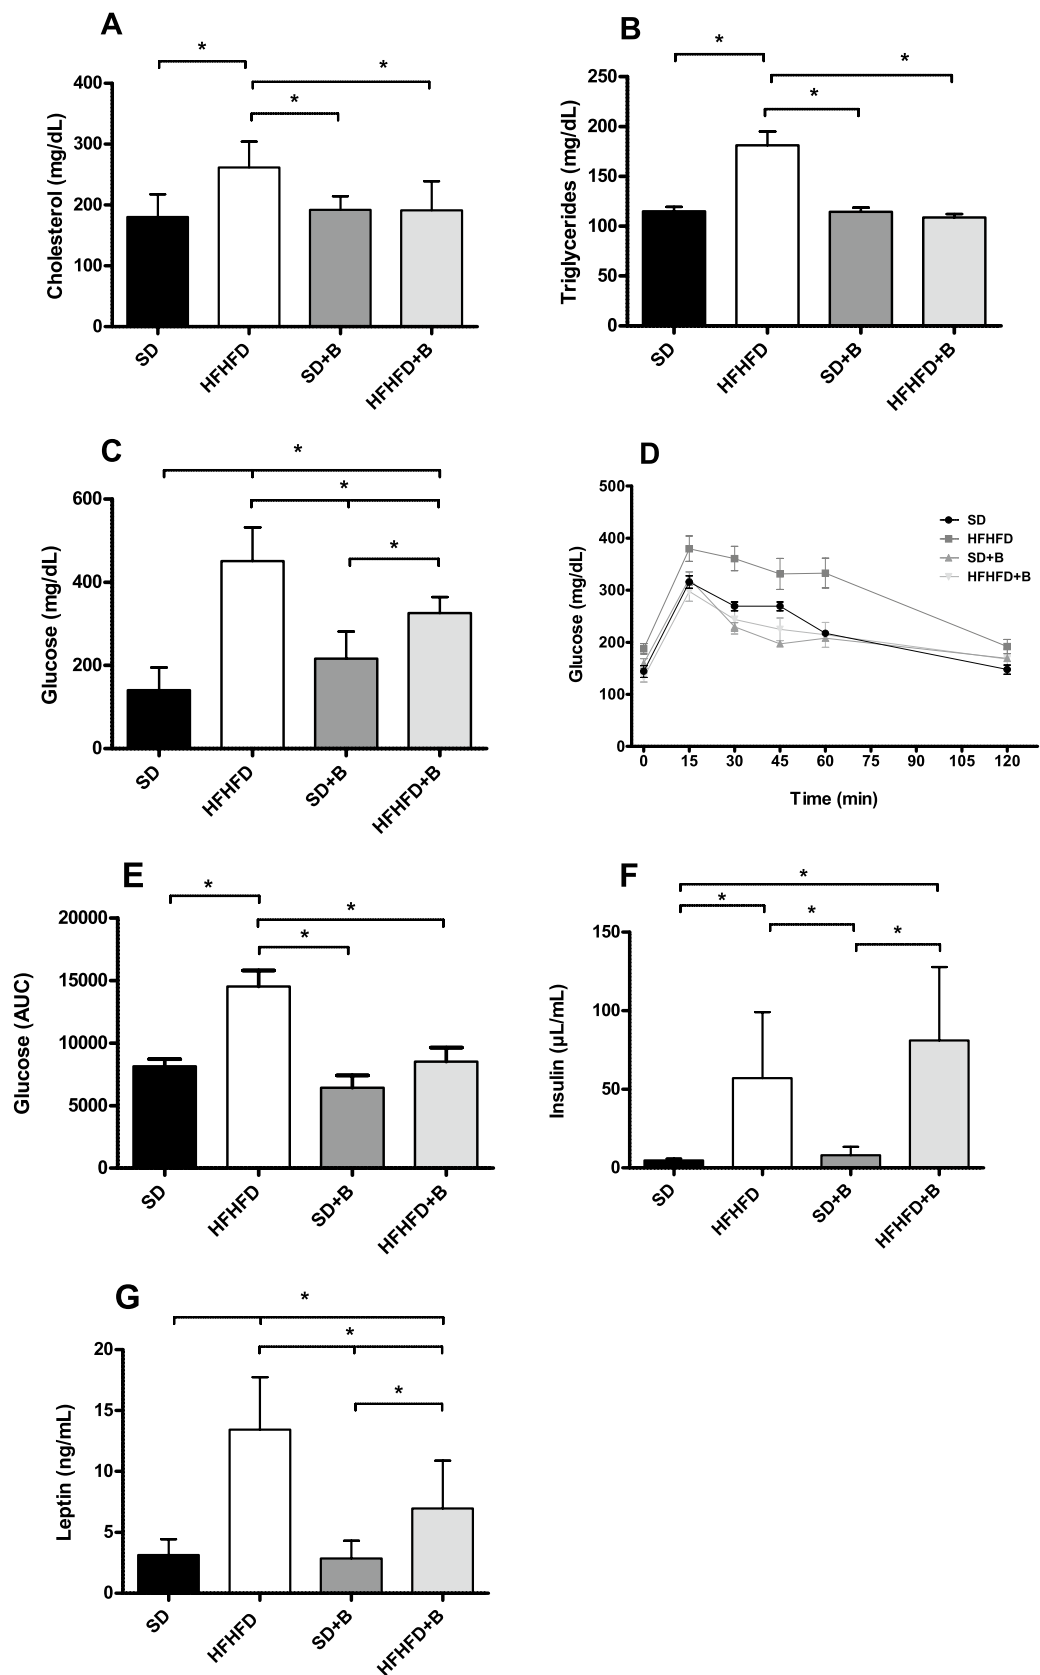 A
*
*
*
400
300
200
100
0
Cholesterol (mg/dL)
SD
HFHFD
SD+B
HFHFD+B
B
*
*
*
250
200
150
100
50
0
Triglycerides (mg/dL)
SD
HFHFD
SD+B
HFHFD+B
C
*
*
*
600
400
200
0
Glucose (mg/dL)
SD
HFHFD
SD+B
HFHFD+B
D
500
400
300
200
100
0
Glucose (mg/dL)
SD
HFHFD
SD+B
HFHFD+B
0 15 30 45 60 75 90 105 120
Time (min)
E
*
*
*
20000
15000
10000
5000
0
Glucose (AUC)
SD
HFHFD
SD+B
HFHFD+B
F
*
*
*
*
150
100
50
0
Insulin (µL/mL)
SD
HFHFD
SD+B
HFHFD+B
G
*
*
*
20
15
10
5
0
Leptin (ng/mL)
SD
HFHFD
SD+B
HFHFD+B